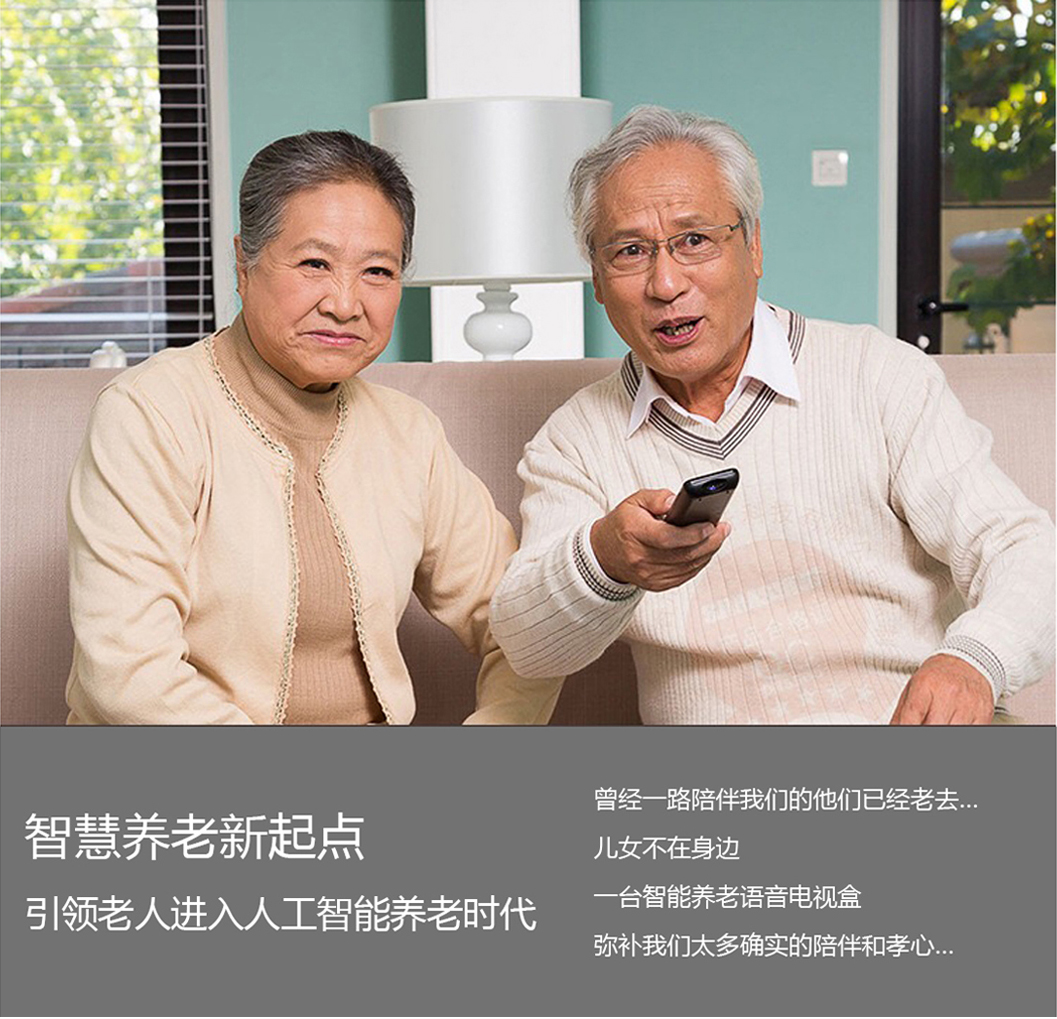 智慧养老新起点
引领老人进入人工智能养老时代
曾经一路陪伴我们的他们已经老去...
儿女不在身边
一台智能养老语音电视盒
弥补我们太多确实的陪伴和孝心...